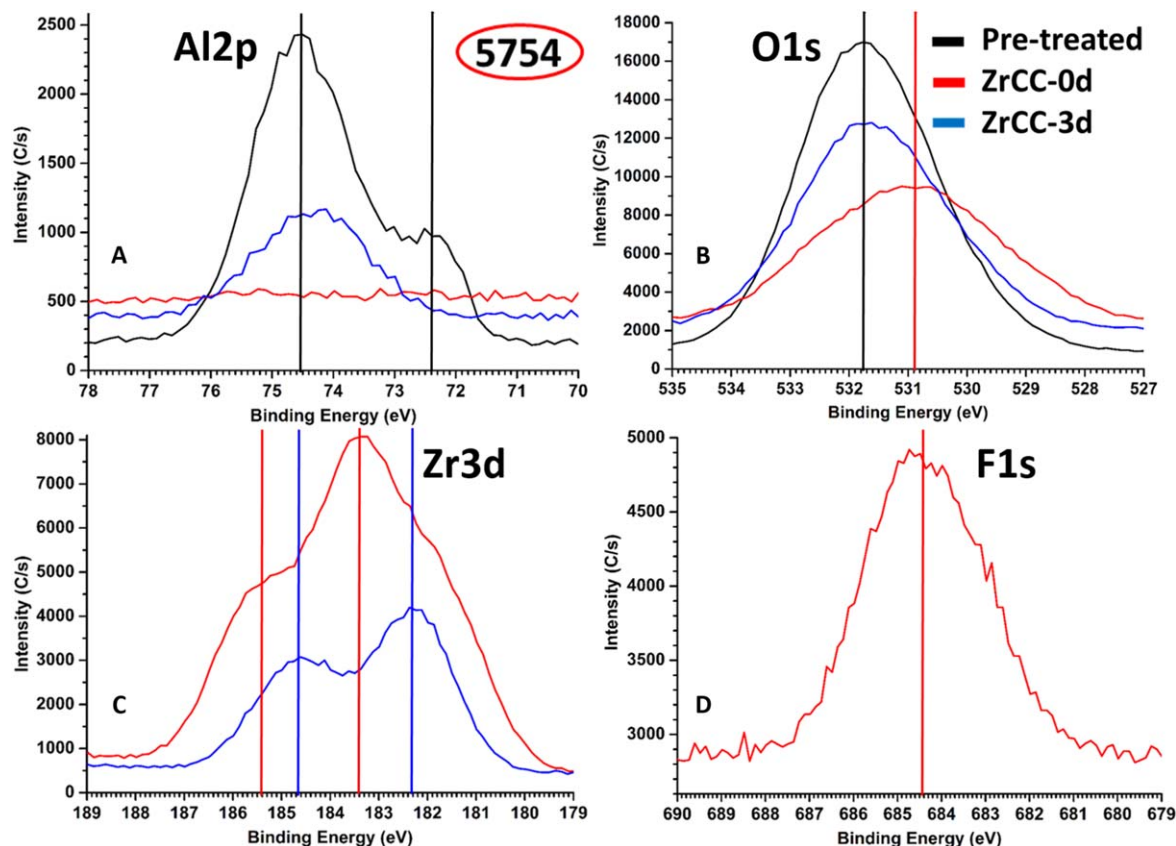 Al2p
5754
2500
2000
1500
1000
500
0
Intensity (C/s)
A
78 77 76 75 74 73 72 71 70
Binding Energy (eV)
O1s
Pre-treated
ZrCC-0d
ZrCC-3d
18000
16000
14000
12000
10000
8000
6000
4000
2000
0
Intensity (C/s)
B
535 534 533 532 531 530 529 528 527
Binding Energy (eV)
Zr3d
8000
7000
6000
5000
4000
3000
2000
1000
0
Intensity (C/s)
C
189 188 187 186 185 184 183 182 181 180 179
Binding Energy (eV)
F1s
5000
4500
4000
3500
3000
Intensity (C/s)
D
690 689 688 687 686 685 684 683 682 681 680 679
Binding Energy (eV)